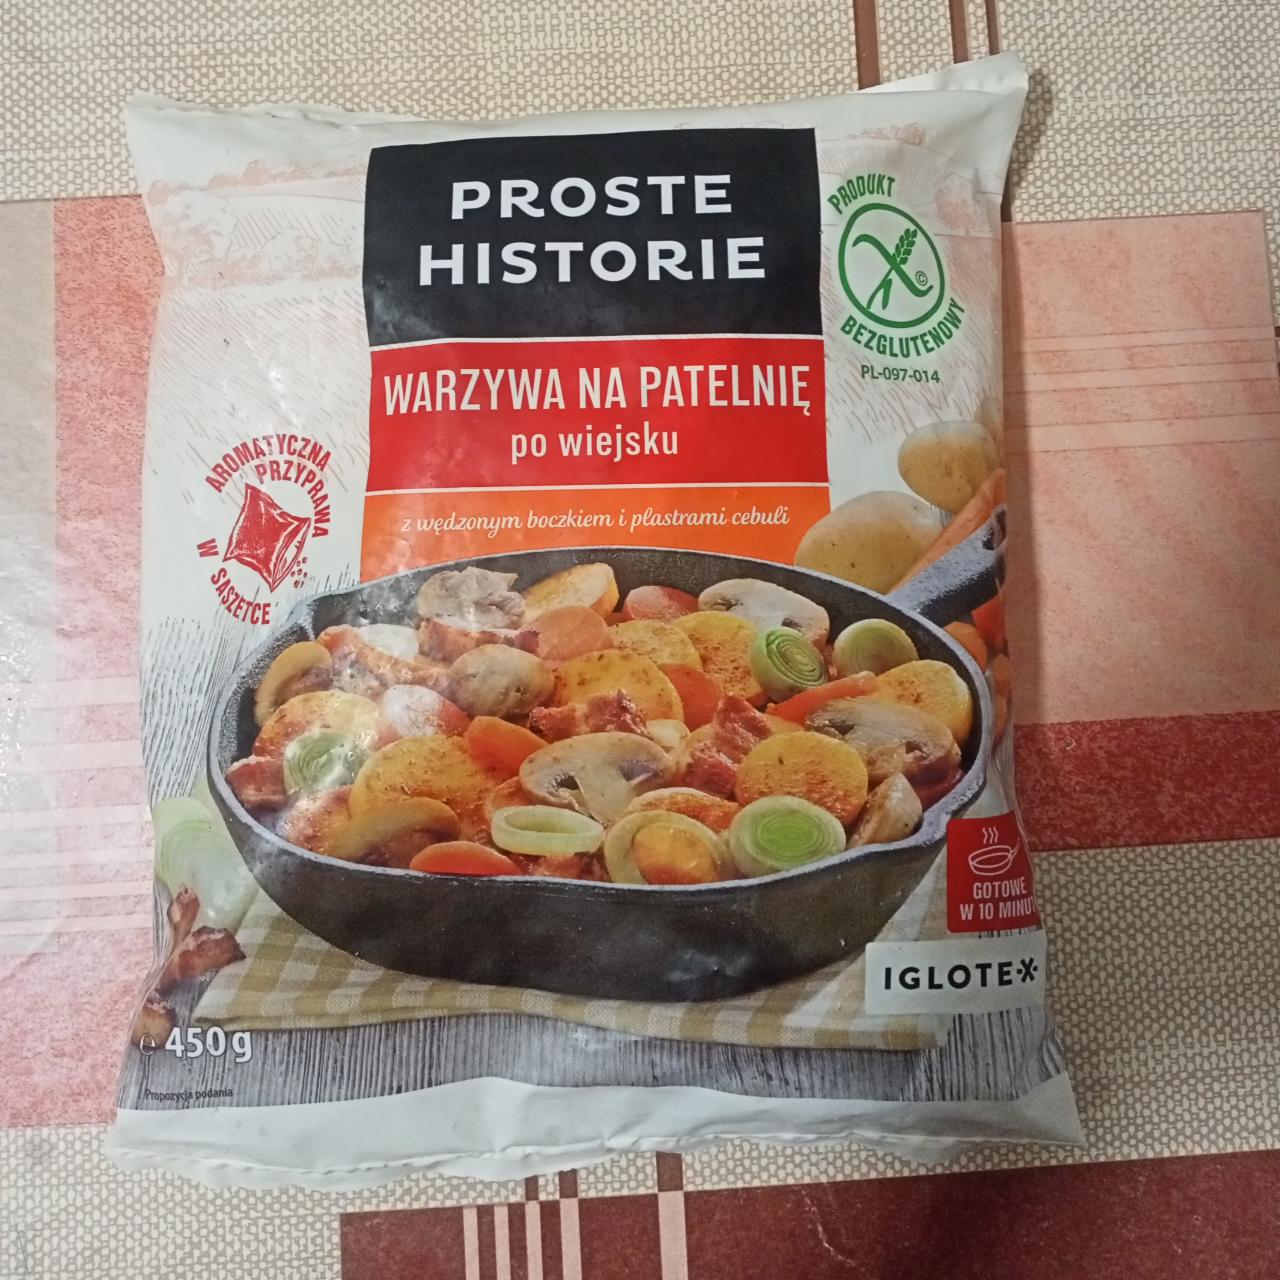 PROSTE
HISTORIE
PRODUKT
BEZGLUTENOWY
PL-097-014
WARZYWA NA PATELNIĘ
po wiejsku
z wędzonym boczkiem i plastrami cebuli
AROMATYCZNA
PRZYPRAWA
W SASZETCE
GOTOWE
W 10 MINUT
IGLOTEX
e 450 g
Propozycja podania